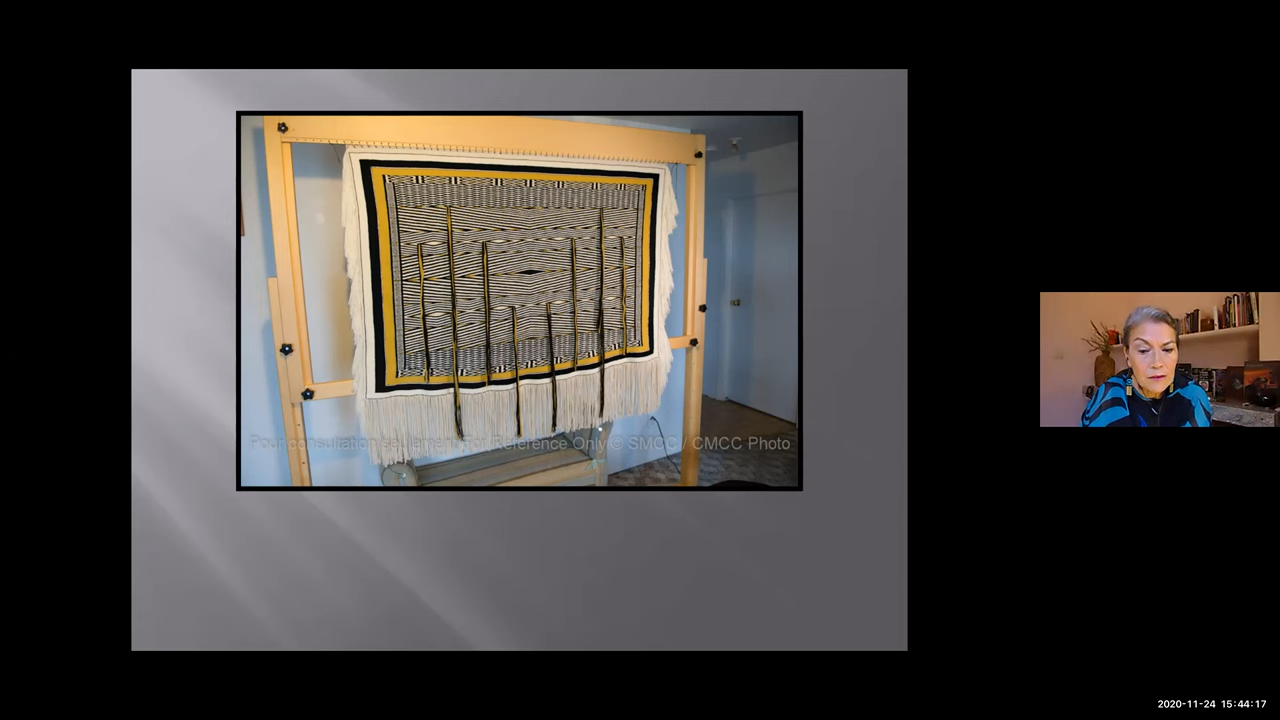 Pour consultation seulement For Reference Only © SMCC / CMCC Photo
2020-11-24 15:44:17